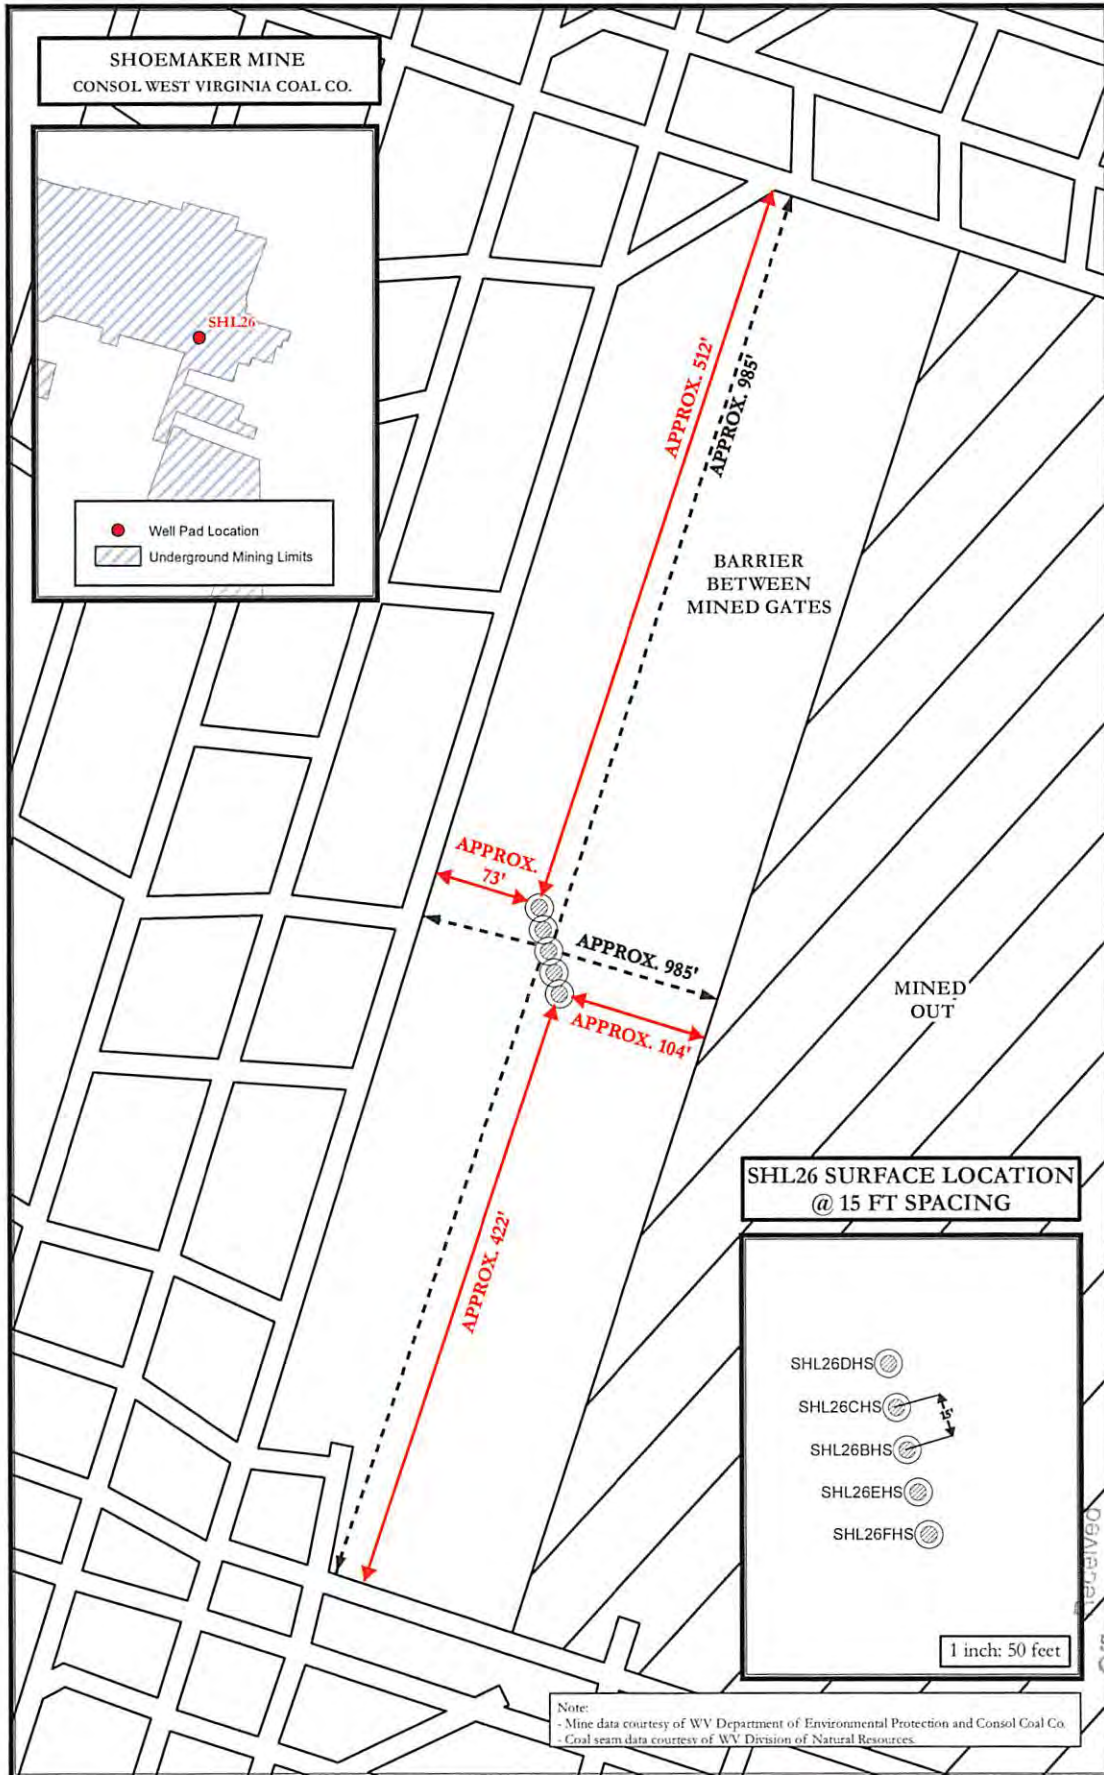 SHOEMAKER MINE
CONSOL WEST VIRGINIA COAL CO.
SHL26
Well Pad Location
Underground Mining Limits
APPROX. 512'
APPROX. 985'
BARRIER
BETWEEN
MINED GATES
APPROX.
73'
APPROX. 985'
APPROX. 104'
MINED
OUT
APPROX. 422'
SHL26 SURFACE LOCATION
@ 15 FT SPACING
SHL26DHS
SHL26CHS
15'
SHL26BHS
SHL26EHS
SHL26FHS
Received
1 inch: 50 feet
Note:
- Mine data courtesy of WV Department of Environmental Protection and Consol Coal Co.
- Coal seam data courtesy of WV Division of Natural Resources.